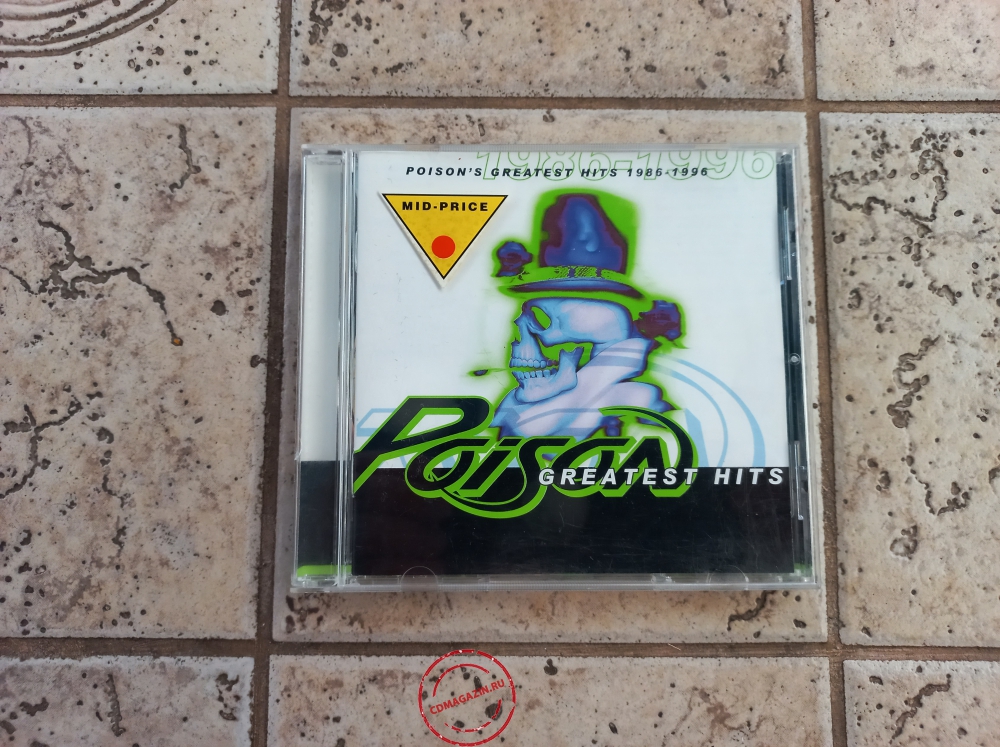 1986-1996
POISON'S GREATEST HITS 1986-1996
MID-PRICE
POISON
GREATEST HITS
CDMAGAZIN.RU